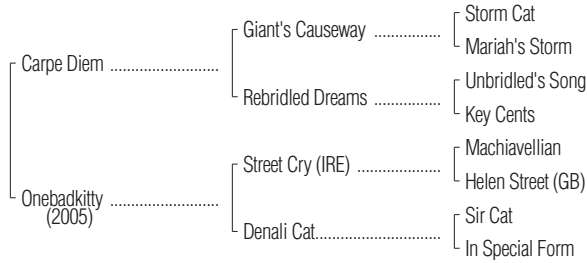 Storm Cat
Giant's Causeway ................
Mariah's Storm
Carpe Diem ......................
Unbridled's Song
Rebridled Dreams ...............
Key Cents
Machiavellian
Street Cry (IRE) ..................
Helen Street (GB)
Onebadkitty ......................
(2005)
Sir Cat
Denali Cat.........................
In Special Form